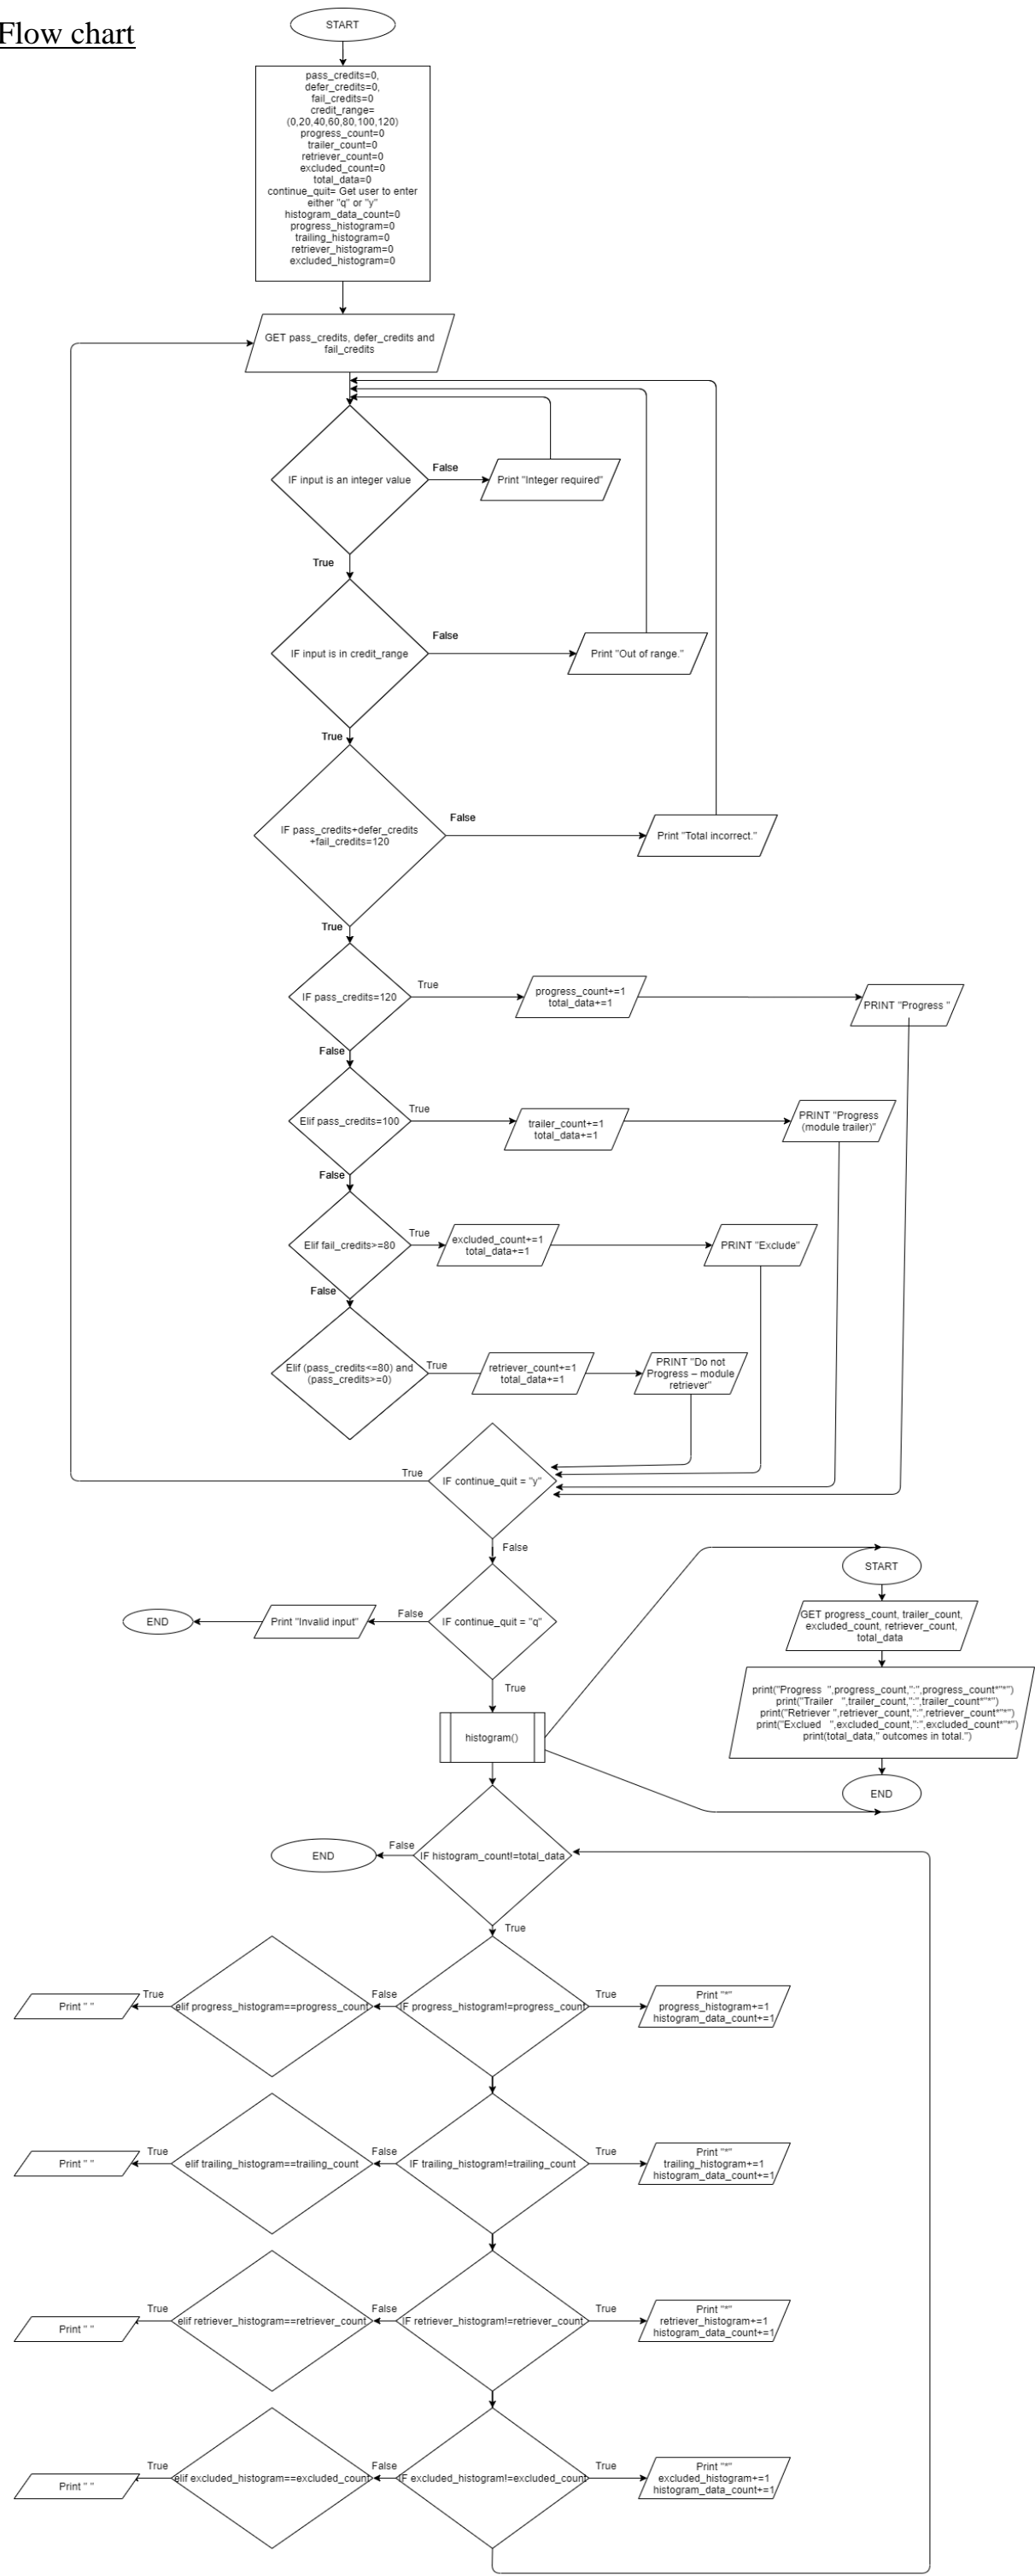 Flow chart
START
pass_credits=0,
defer_credits=0,
fail_credits=0
credit_range=
(0,20,40,60,80,100,120)
progress_count=0
trailer_count=0
retriever_count=0
excluded_count=0
total_data=0
continue_quit= Get user to enter
either "q" or "y"
histogram_data_count=0
progress_histogram=0
trailing_histogram=0
retriever_histogram=0
excluded_histogram=0
GET pass_credits, defer_credits and
fail_credits
IF input is an integer value
False
Print "Integer required"
True
IF input is in credit_range
False
Print "Out of range."
True
IF pass_credits+defer_credits
+fail_credits=120
False
Print "Total incorrect."
True
IF pass_credits=120
True
progress_count+=1
total_data+=1
PRINT "Progress "
False
Elif pass_credits=100
True
trailer_count+=1
total_data+=1
PRINT "Progress
(module trailer)"
False
Elif fail_credits>=80
True
excluded_count+=1
total_data+=1
PRINT "Exclude"
False
Elif (pass_credits<=80) and
(pass_credits>=0)
True
retriever_count+=1
total_data+=1
PRINT "Do not
Progress – module
retriever"
True
IF continue_quit = "y"
False
IF continue_quit = "q"
False
Print "Invalid input"
END
True
histogram()
START
GET progress_count, trailer_count,
excluded_count, retriever_count,
total_data
print("Progress  ",progress_count,":",progress_count*"*")
print("Trailer   ",trailer_count,":",trailer_count*"*")
print("Retriever ",retriever_count,":",retriever_count*"*")
print("Exclued   ",excluded_count,":",excluded_count*"*")
print(total_data," outcomes in total.")
END
IF histogram_count!=total_data
False
END
True
Print " "
True
elif progress_histogram==progress_count
False
IF progress_histogram!=progress_count
True
Print "*"
progress_histogram+=1
histogram_data_count+=1
Print " "
True
elif trailing_histogram==trailing_count
False
IF trailing_histogram!=trailing_count
True
Print "*"
trailing_histogram+=1
histogram_data_count+=1
Print " "
True
elif retriever_histogram==retriever_count
False
IF retriever_histogram!=retriever_count
True
Print "*"
retriever_histogram+=1
histogram_data_count+=1
Print " "
True
elif excluded_histogram==excluded_count
False
IF excluded_histogram!=excluded_count
True
Print "*"
excluded_histogram+=1
histogram_data_count+=1